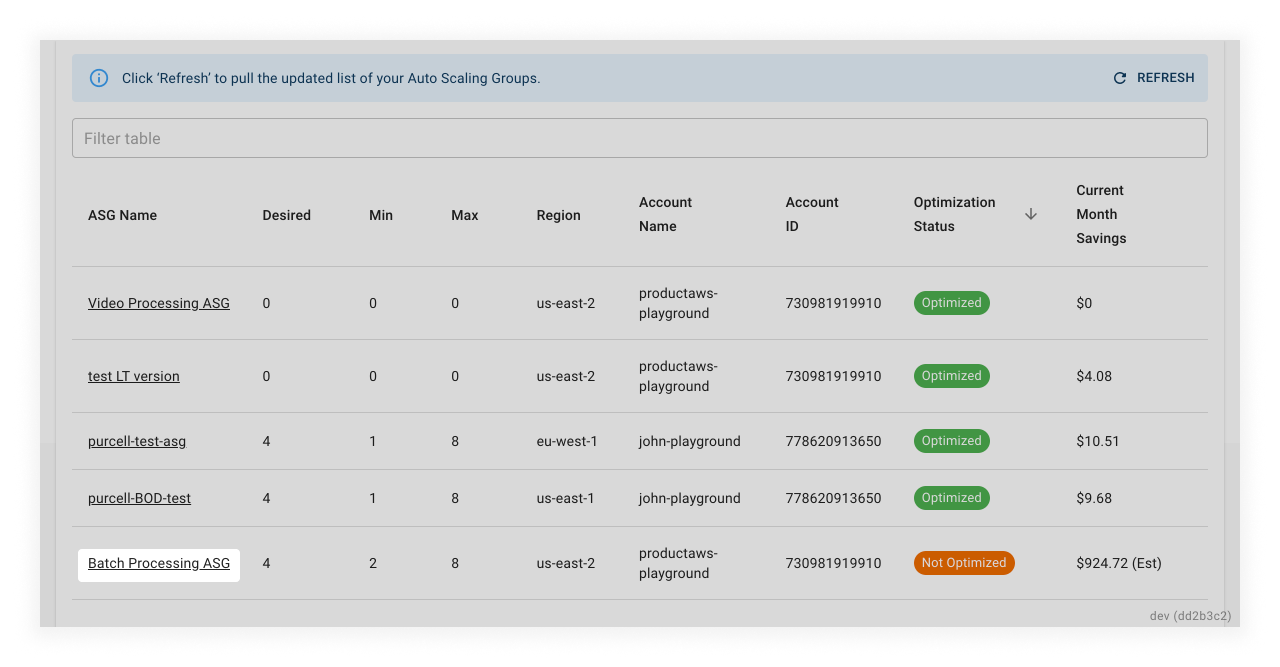 Click ‘Refresh’ to pull the updated list of your Auto Scaling Groups. REFRESH
Filter table
ASG Name Desired Min Max Region Account Name Account ID Optimization Status Current Month Savings
Video Processing ASG 0 0 0 us-east-2 productaws-playground 730981919910 Optimized $0
test LT version 0 0 0 us-east-2 productaws-playground 730981919910 Optimized $4.08
purcell-test-asg 4 1 8 eu-west-1 john-playground 778620913650 Optimized $10.51
purcell-BOD-test 4 1 8 us-east-1 john-playground 778620913650 Optimized $9.68
Batch Processing ASG 4 2 8 us-east-2 productaws-playground 730981919910 Not Optimized $924.72 (Est)
dev (dd2b3c2)